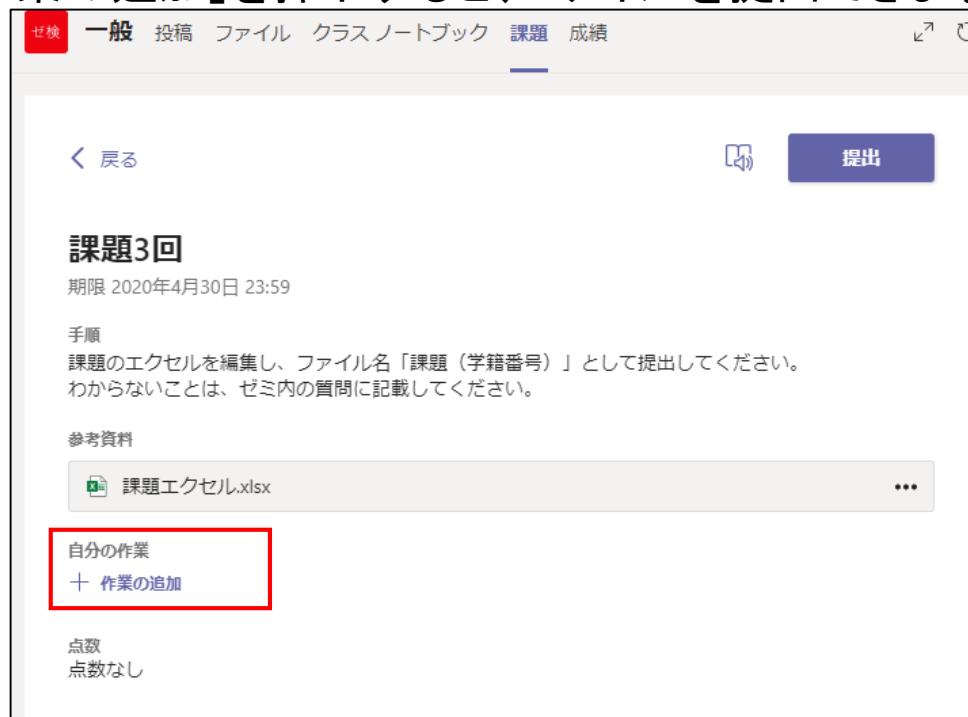 ゼ検 一般 投稿 ファイル クラス ノートブック 課題 成績
戻る
提出
課題3回
期限 2020年4月30日 23:59
手順
課題のエクセルを編集し、ファイル名「課題（学籍番号）」として提出してください。
わからないことは、ゼミ内の質問に記載してください。
参考資料
課題エクセル.xlsx
自分の作業
+ 作業の追加
点数
点数なし